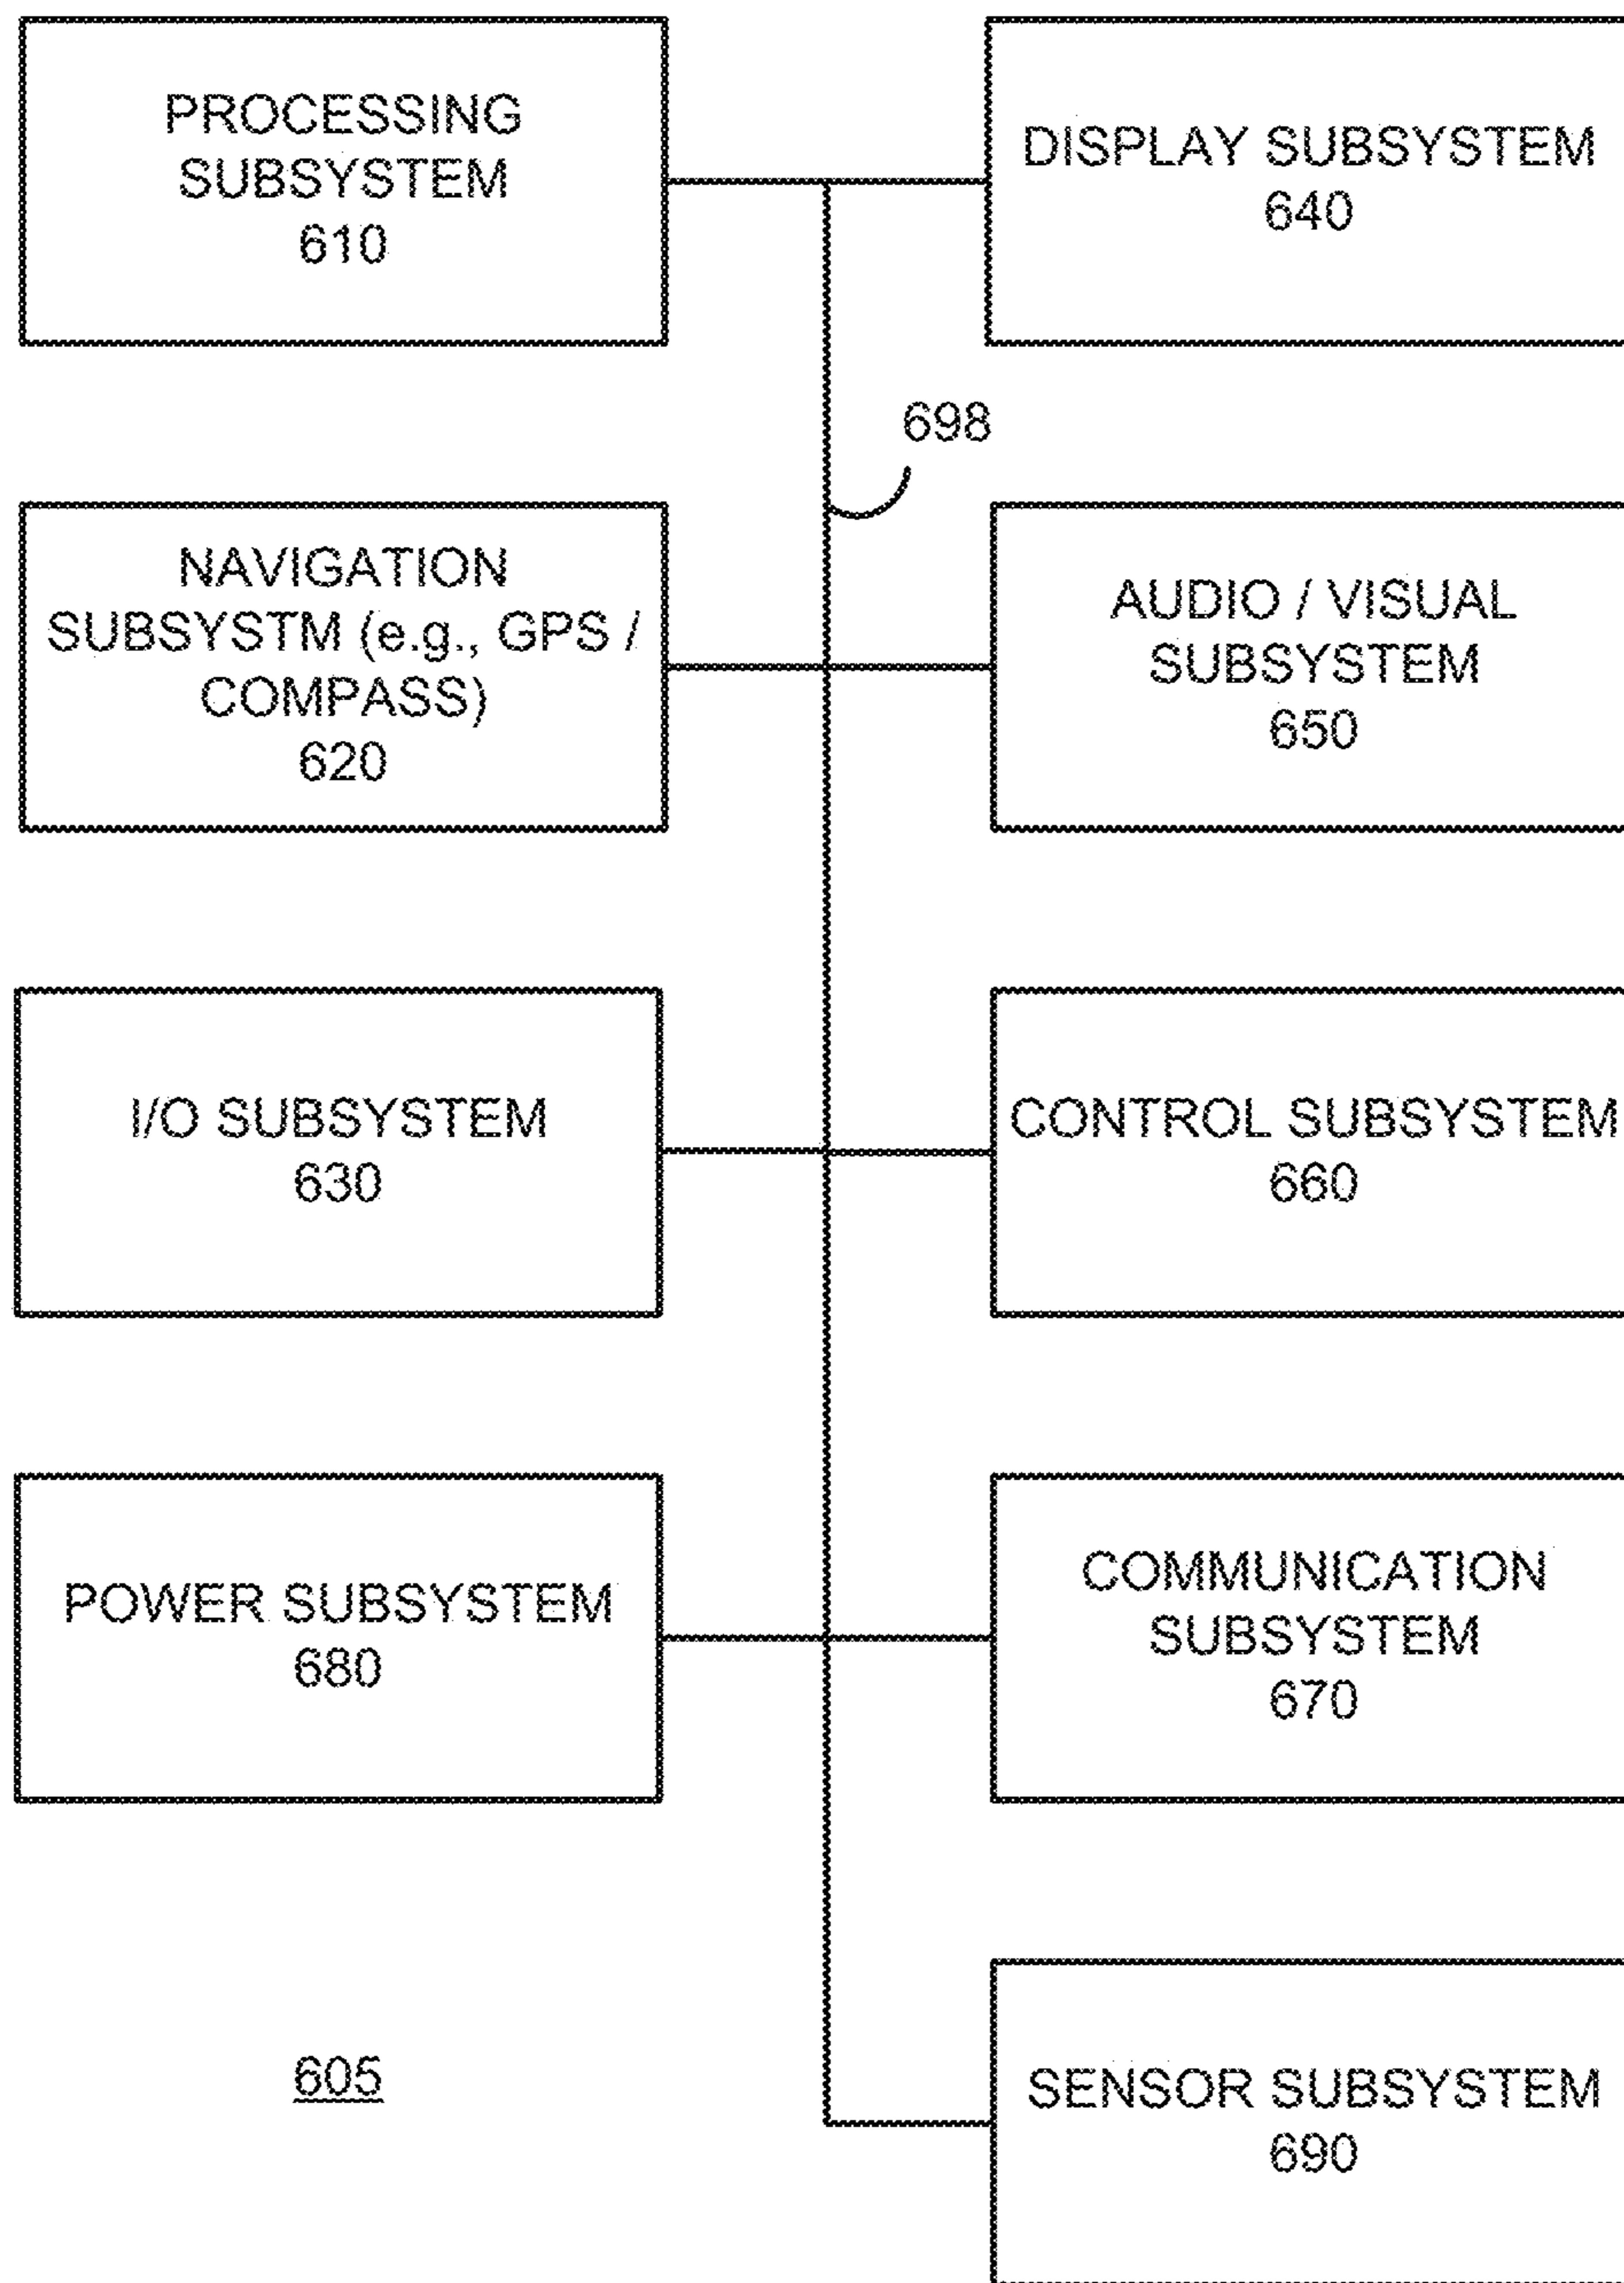 PROCESSING
SUBSYSTEM
610
DISPLAY SUBSYSTEM
640
698
NAVIGATION
SUBSYSTM (e.g., GPS /
COMPASS)
620
AUDIO / VISUAL
SUBSYSTEM
650
I/O SUBSYSTEM
630
CONTROL SUBSYSTEM
660
POWER SUBSYSTEM
680
COMMUNICATION
SUBSYSTEM
670
605
SENSOR SUBSYSTEM
690